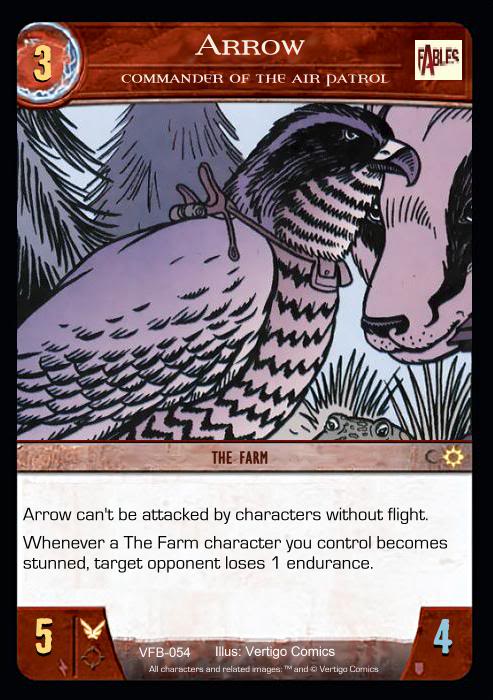 3
ARROW
FABLES
COMMANDER OF THE AIR PATROL
THE FARM
C
Arrow can't be attacked by characters without flight.
Whenever a The Farm character you control becomes
stunned, target opponent loses 1 endurance.
5
4
VFB-054 Illus: Vertigo Comics
All characters and related images: ™ and © Vertigo Comics